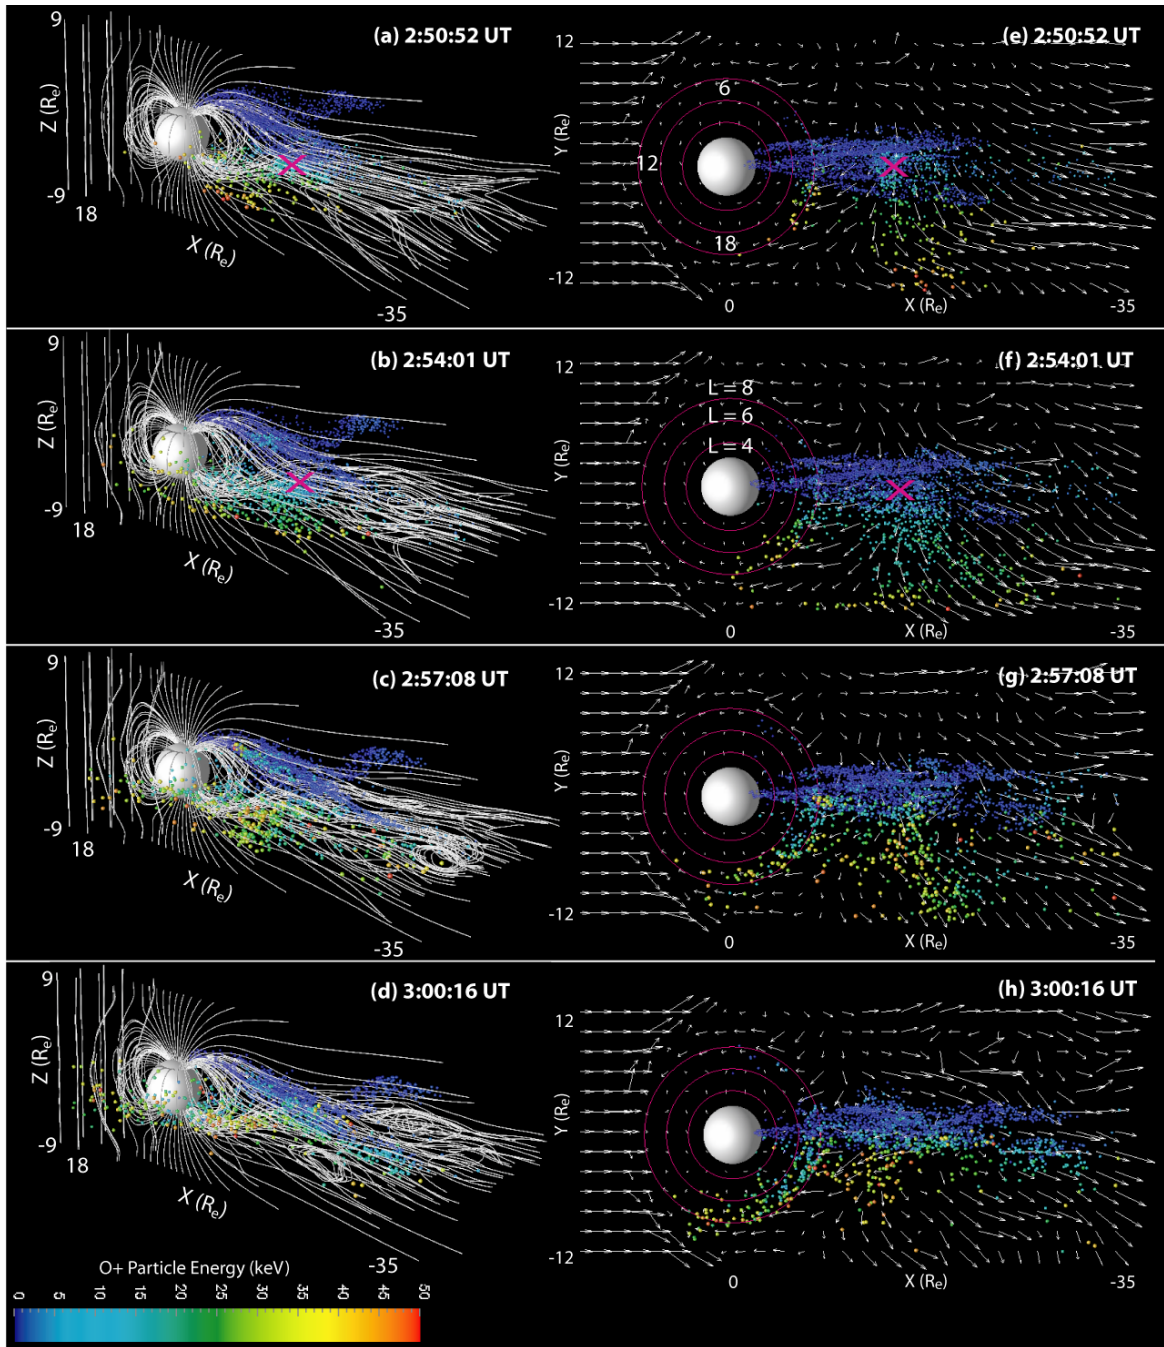 9
(a) 2:50:52 UT
Z (Rₑ)
-9
18
X (Rₑ)
-35
12
(e) 2:50:52 UT
6
Y (Rₑ)
12
18
-12
0
X (Rₑ)
-35
9
(b) 2:54:01 UT
Z (Rₑ)
-9
18
X (Rₑ)
-35
12
(f) 2:54:01 UT
L = 8
L = 6
L = 4
Y (Rₑ)
-12
0
X (Rₑ)
-35
9
(c) 2:57:08 UT
Z (Rₑ)
-9
18
X (Rₑ)
-35
12
(g) 2:57:08 UT
Y (Rₑ)
-12
0
X (Rₑ)
-35
9
(d) 3:00:16 UT
Z (Rₑ)
-9
18
X (Rₑ)
-35
12
(h) 3:00:16 UT
Y (Rₑ)
-12
0
X (Rₑ)
-35
O+ Particle Energy (keV)
0 5 10 15 20 25 30 35 40 45 50